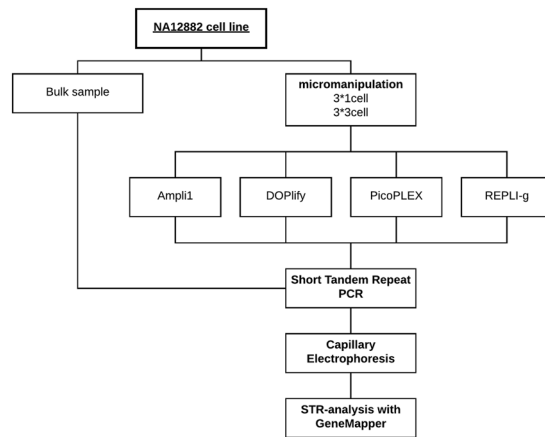 NA12882 cell line
Bulk sample
micromanipulation
3*1cell
3*3cell
Ampli1
DOPlify
PicoPLEX
REPLI-g
Short Tandem Repeat
PCR
Capillary
Electrophoresis
STR-analysis with
GeneMapper